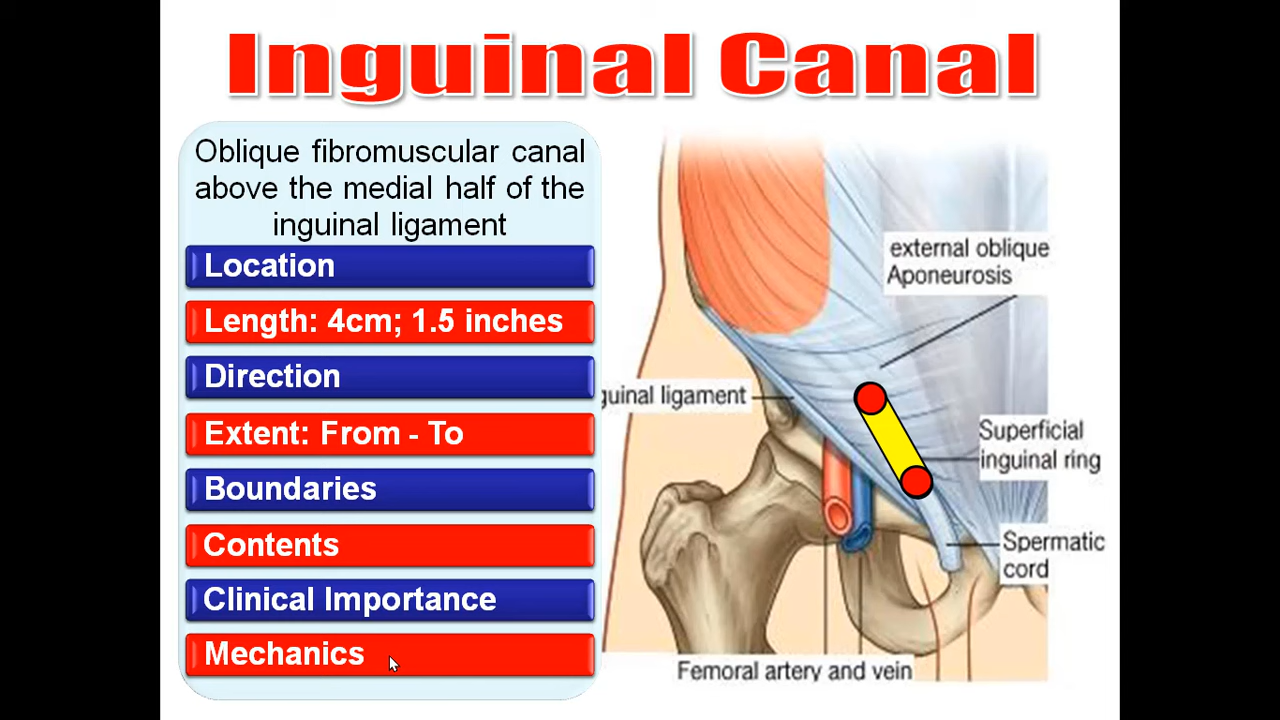 Inguinal Canal
Oblique fibromuscular canal
above the medial half of the
inguinal ligament
Location
Length: 4cm; 1.5 inches
Direction
Extent: From - To
Boundaries
Contents
Clinical Importance
Mechanics
external oblique
Aponeurosis
guinal ligament
Superficial
inguinal ring
Spermatic
cord
Femoral artery and vein